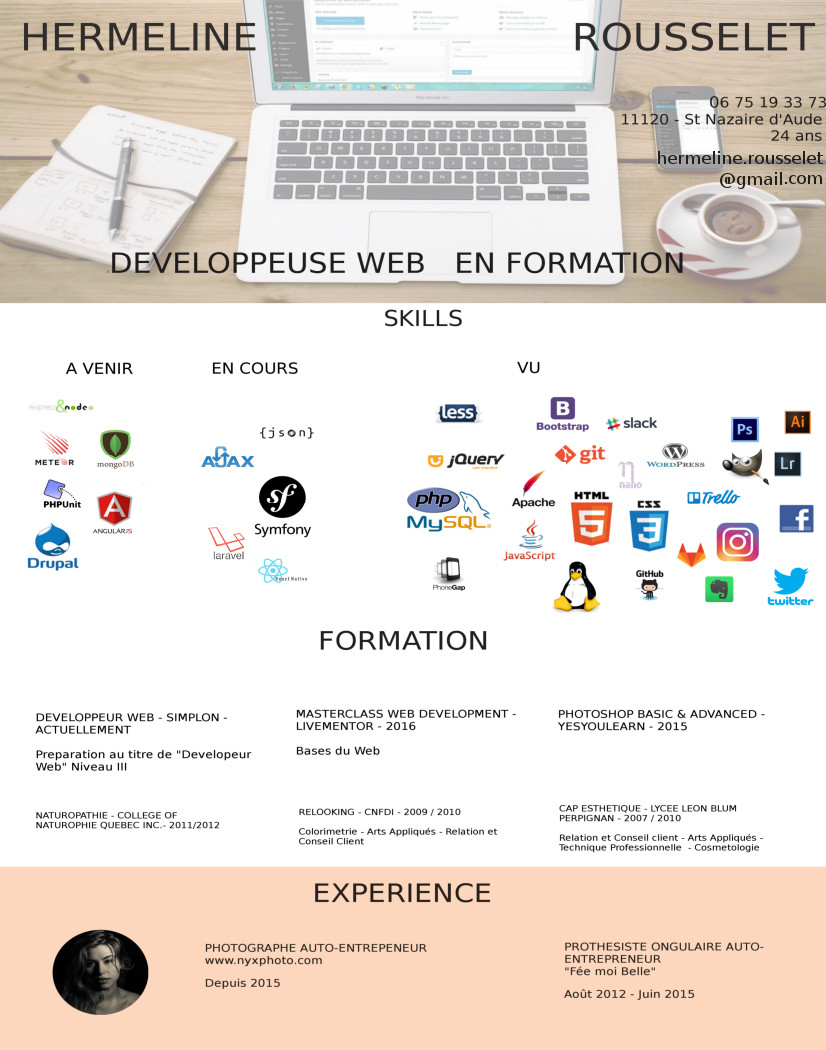 HERMELINE ROUSSELET
06 75 19 33 73
11120 - St Nazaire d'Aude
24 ans
hermeline.rousselet
@gmail.com
DEVELOPPEUSE WEB EN FORMATION
SKILLS
A VENIR
EN COURS
VU
express & node
METEOR
mongoDB
PHPUnit
ANGULARJS
Drupal
{json}
AJAX
sf
Symfony
laravel
React Native
less
B
Bootstrap
slack
Ps
Ai
jQuery
git
WORDPRESS
nano
Lr
php
MySQL
Apache
HTML
5
CSS
3
Trello
f
JavaScript
PhoneGap
GitHub
twitter
FORMATION
DEVELOPPEUR WEB - SIMPLON -
ACTUELLEMENT
Preparation au titre de "Developeur
Web" Niveau III
MASTERCLASS WEB DEVELOPMENT -
LIVEMENTOR - 2016
Bases du Web
PHOTOSHOP BASIC & ADVANCED -
YESYOULEARN - 2015
NATUROPATHIE - COLLEGE OF
NATUROPHIE QUEBEC INC.- 2011/2012
RELOOKING - CNFDI - 2009 / 2010
Colorimetrie - Arts Appliqués - Relation et
Conseil Client
CAP ESTHETIQUE - LYCEE LEON BLUM
PERPIGNAN - 2007 / 2010
Relation et Conseil client - Arts Appliqués -
Technique Professionnelle - Cosmetologie
EXPERIENCE
PHOTOGRAPHE AUTO-ENTREPENEUR
www.nyxphoto.com
Depuis 2015
PROTHESISTE ONGULAIRE AUTO-
ENTREPRENEUR
"Fée moi Belle"
Août 2012 - Juin 2015